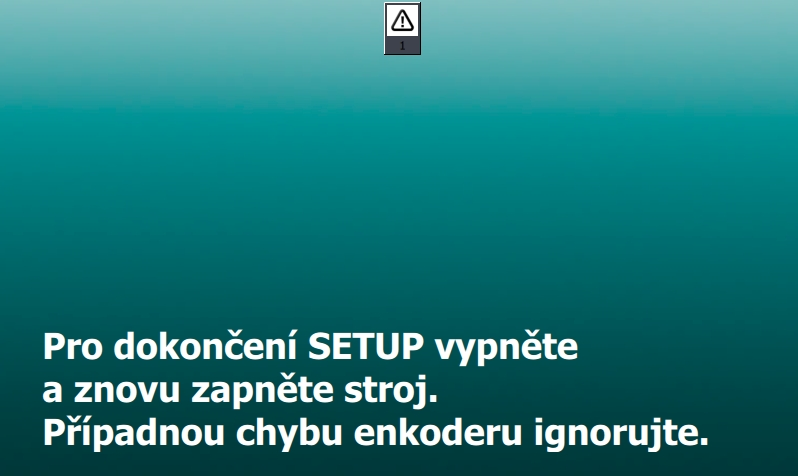 1
Pro dokončení SETUP vypněte
a znovu zapněte stroj.
Případnou chybu enkoderu ignorujte.